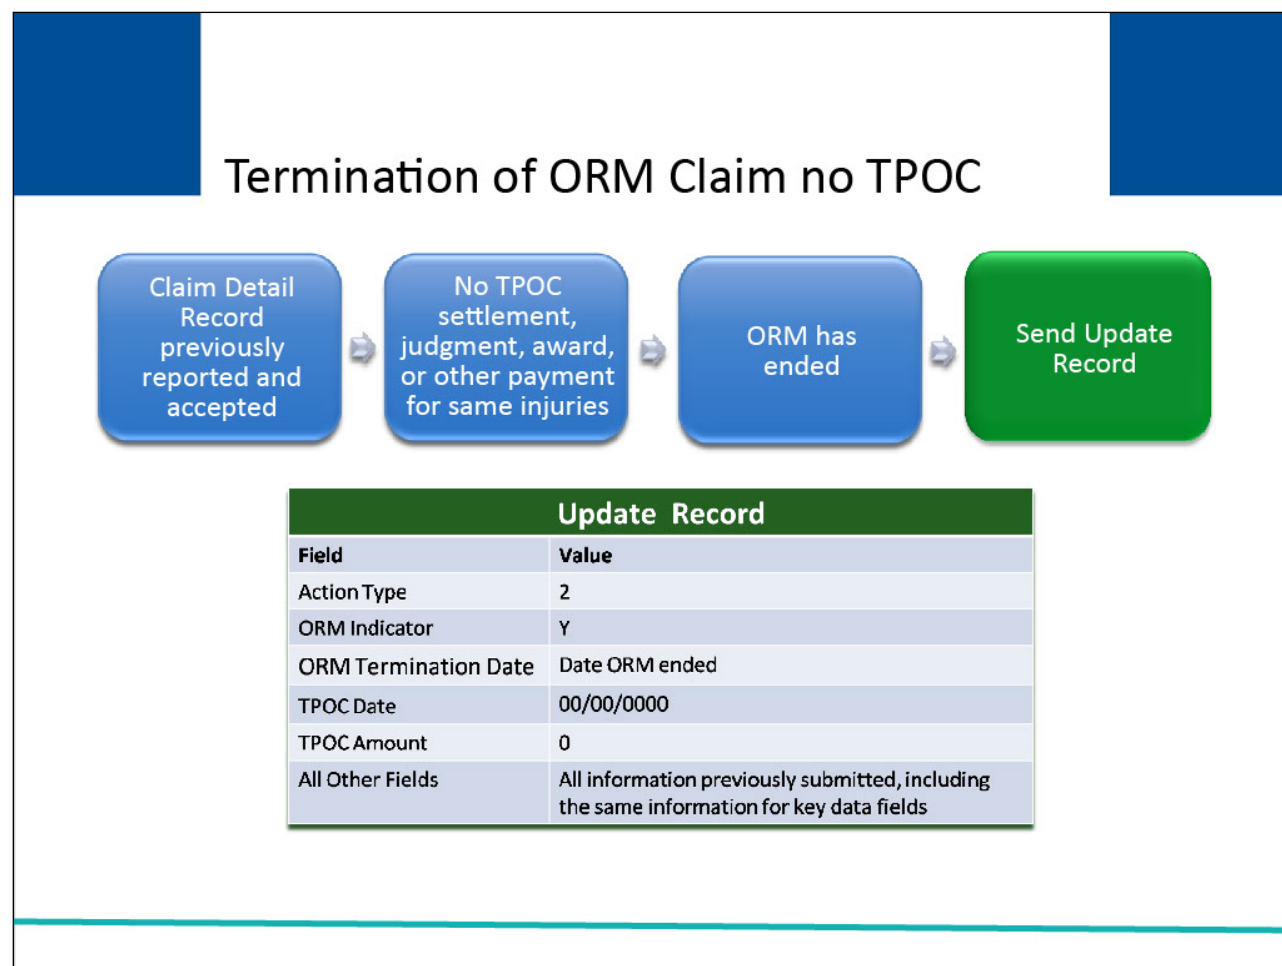 Termination of ORM Claim no TPOC
Claim Detail
Record
previously
reported and
accepted
No TPOC
settlement,
judgment, award,
or other payment
for same injuries
ORM has
ended
Send Update
Record
Update Record
Field Value
Action Type 2
ORM Indicator Y
ORM Termination Date Date ORM ended
TPOC Date 00/00/0000
TPOC Amount 0
All Other Fields All information previously submitted, including
the same information for key data fields